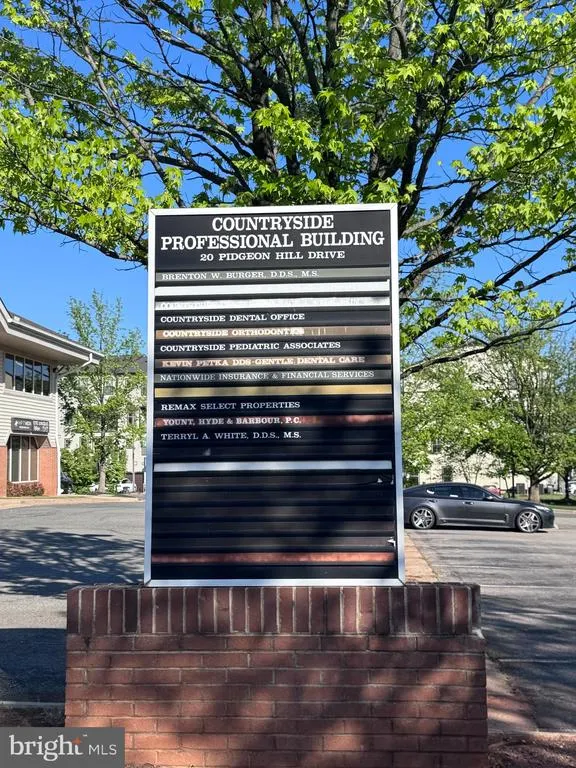 COUNTRYSIDE
PROFESSIONAL BUILDING
20 PIDGEON HILL DRIVE
BRENTON W. BURGER, D.D.S., M.S.
COUNTRYSIDE DENTAL OFFICE
COUNTRYSIDE ORTHODONTICS
COUNTRYSIDE PEDIATRIC ASSOCIATES
KEVIN PETKA DDS-GENTLE DENTAL CARE
NATIONWIDE INSURANCE & FINANCIAL SERVICES
REMAX SELECT PROPERTIES
YOUNT, HYDE & BARBOUR, P.C.
TERRYL A. WHITE, D.D.S., M.S.
bright MLS